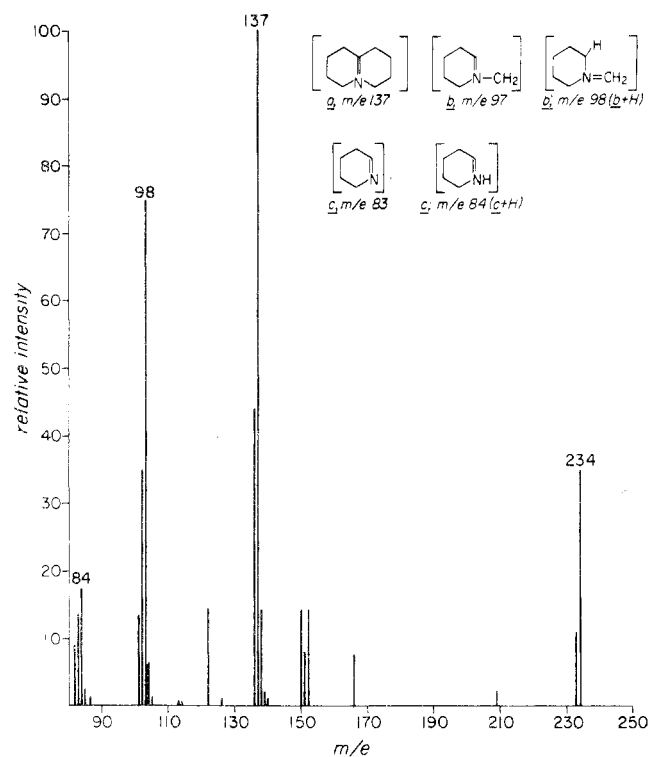 137
100
90
80
70
60
50
40
30
20
10
relative intensity
98
84
234
N
a, m/e 137
N—CH₂
b, m/e 97
H
N=CH₂
b; m/e 98 (b+H)
N
c, m/e 83
NH
c; m/e 84 (c+H)
90 110 130 150 170 190 210 230 250
m/e